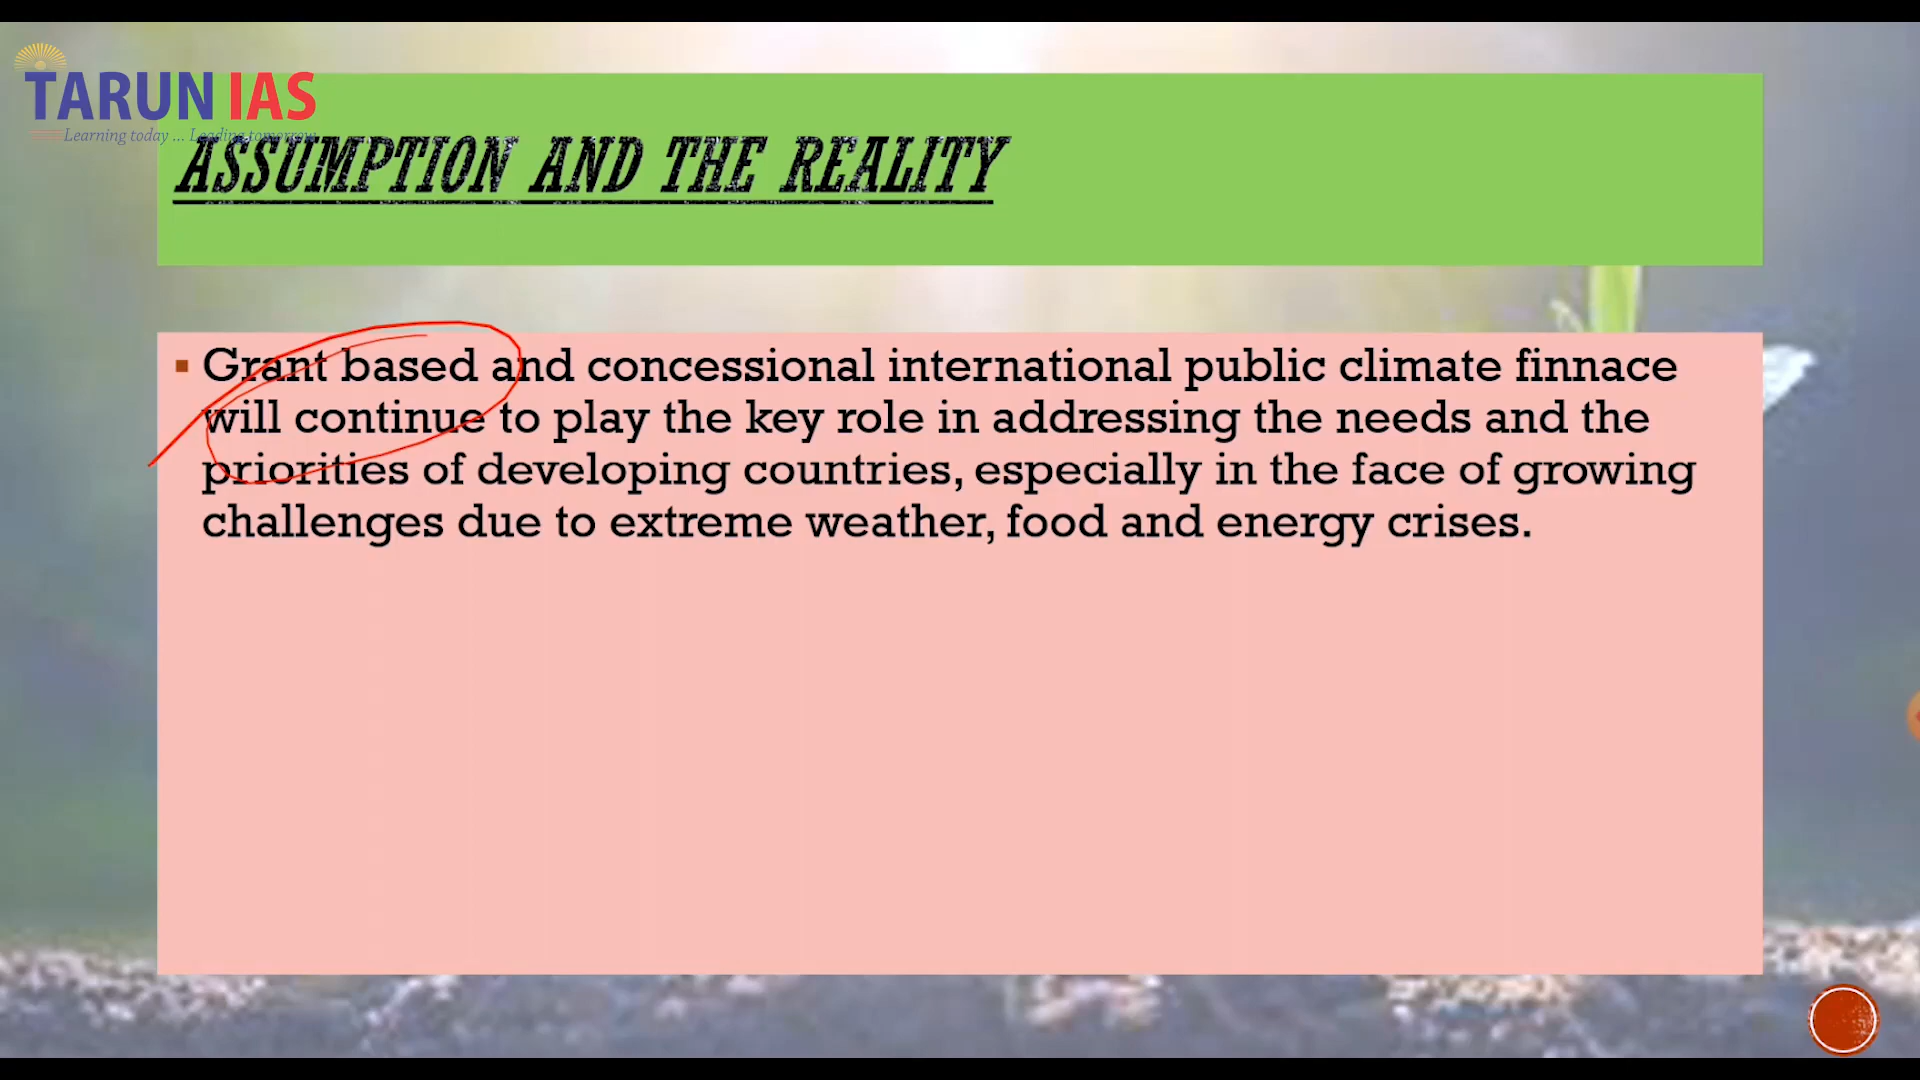 TARUN IAS
Learning today ... Leading tomorrow
ASSUMPTION AND THE REALITY
Grant based and concessional international public climate finnace
will continue to play the key role in addressing the needs and the
priorities of developing countries, especially in the face of growing
challenges due to extreme weather, food and energy crises.